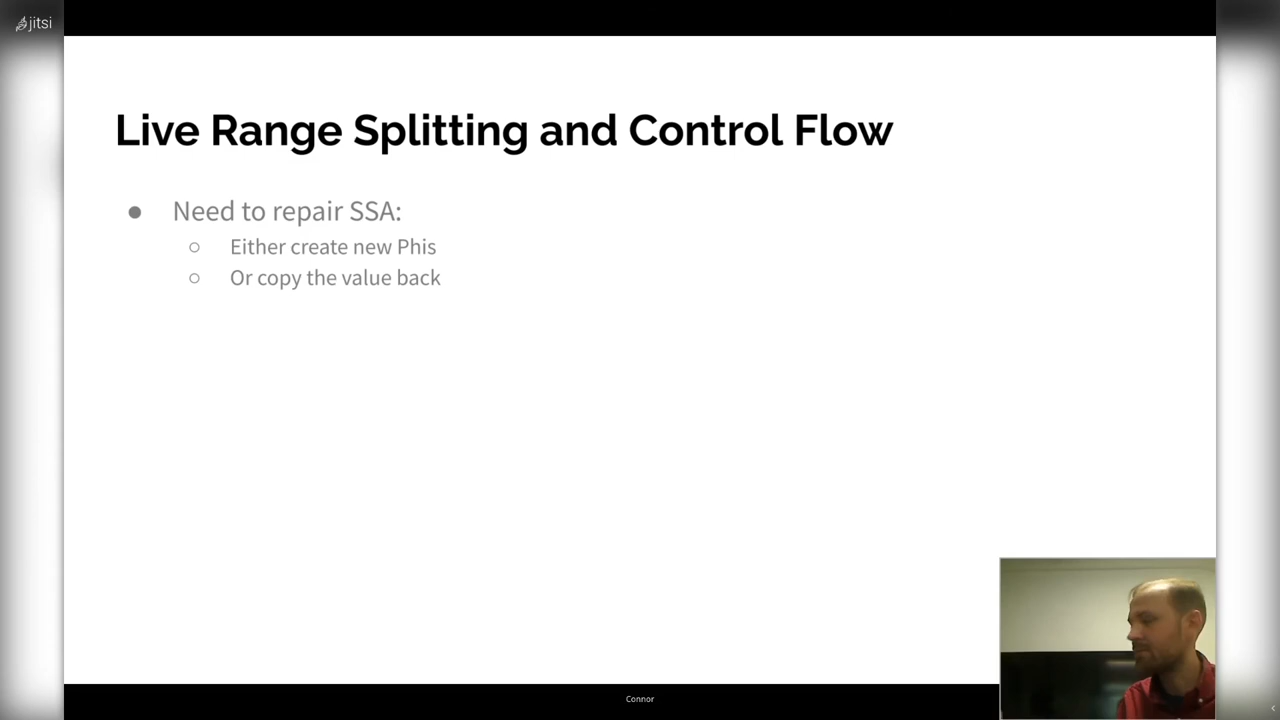 jitsi
Live Range Splitting and Control Flow
● Need to repair SSA:
○ Either create new Phis
○ Or copy the value back
Connor